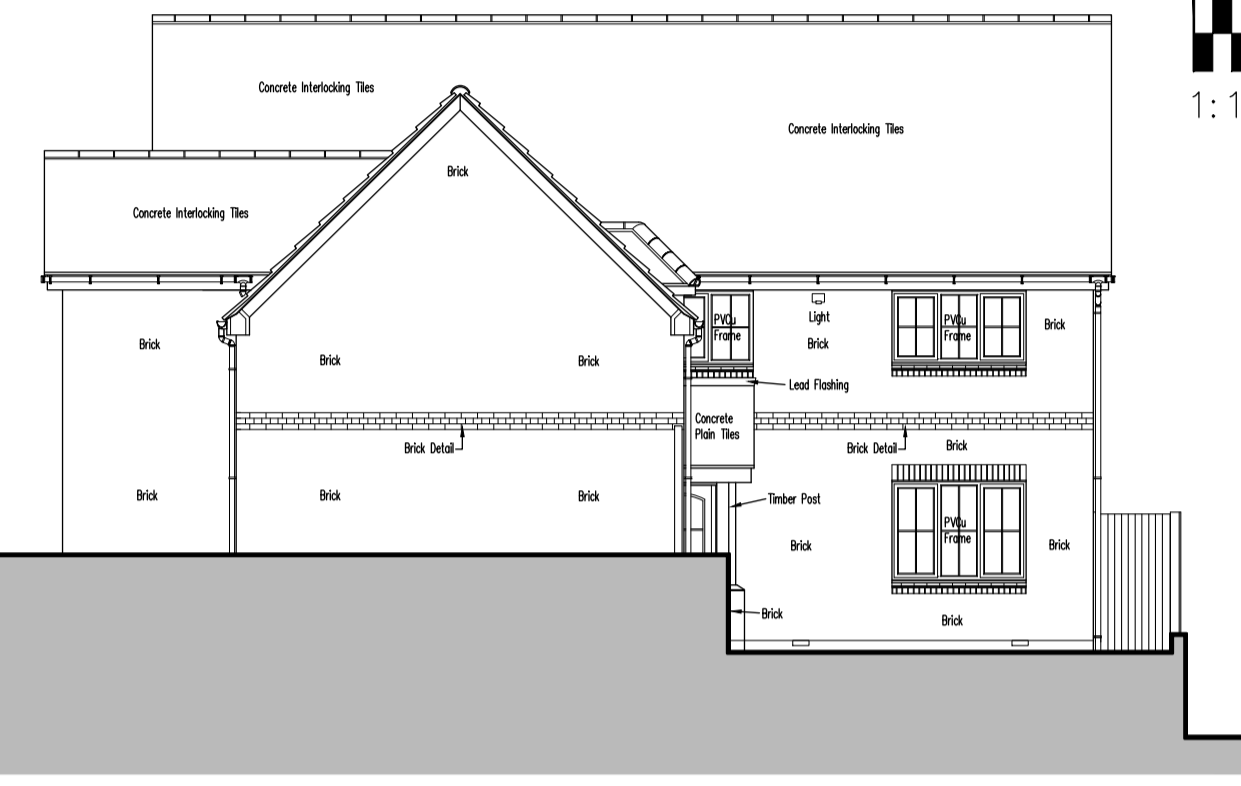 1:1
Concrete Interlocking Tiles
Concrete Interlocking Tiles
Brick
Concrete Interlocking Tiles
Light
PVCu
Frame
PVCu
Frame
Brick
Brick
Brick
Brick
Brick
Lead Flashing
Concrete
Plain Tiles
Brick Detail
Brick Detail
Brick
Brick
Brick
Brick
Timber Post
PVCu
Frame
Brick
Brick
Brick
Brick